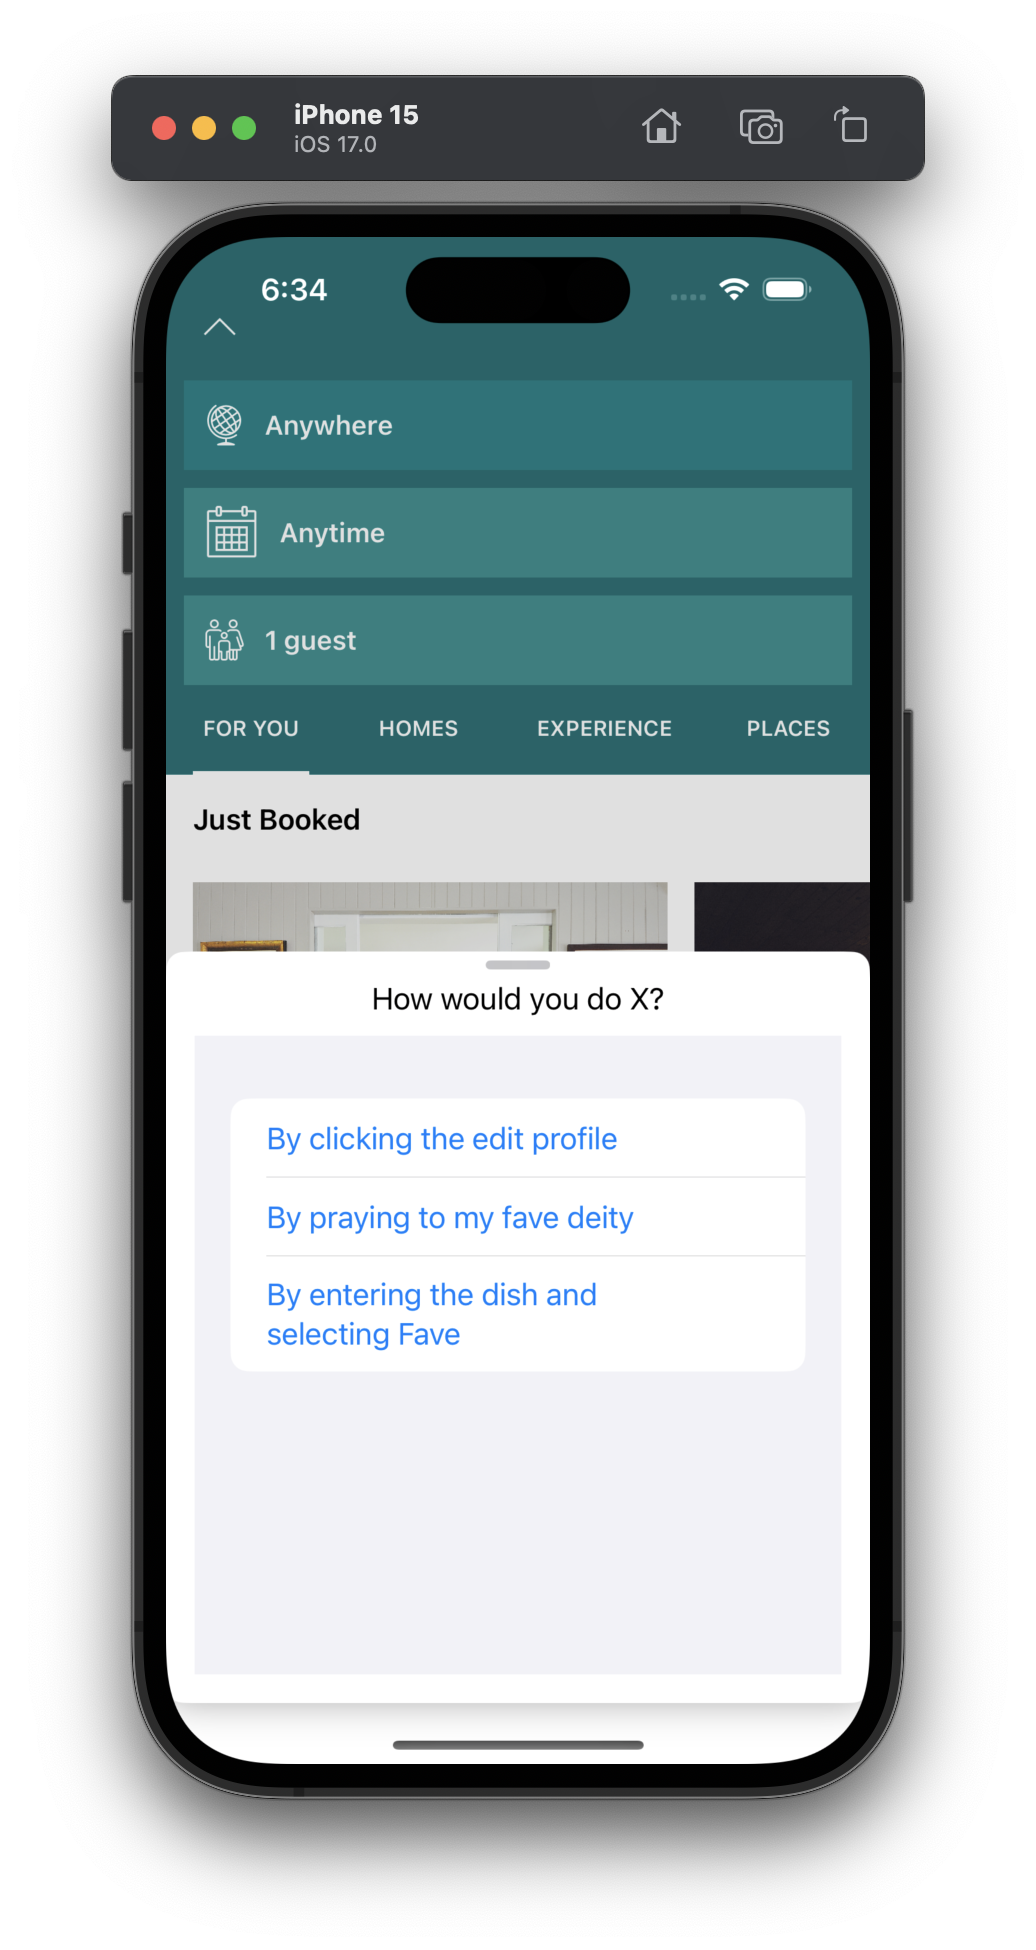 iPhone 15
iOS 17.0
6:34
Anywhere
Anytime
1 guest
FOR YOU HOMES EXPERIENCE PLACES
Just Booked
How would you do X?
By clicking the edit profile
By praying to my fave deity
By entering the dish and
selecting Fave